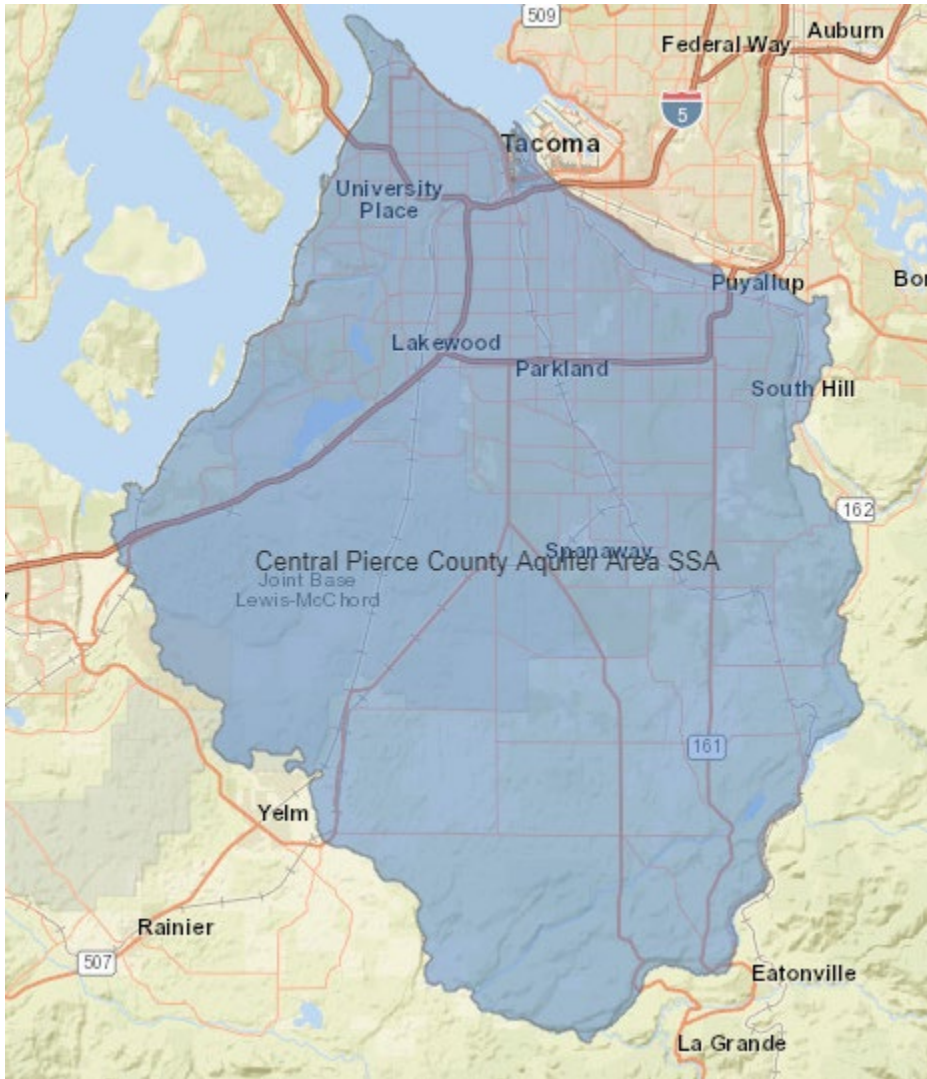 509
Auburn
Federal Way
5
Tacoma
University
Place
Puyallup
Lakewood
Parkland
South Hill
162
Spanaway
Central Pierce County Aquifer Area SSA
Joint Base
Lewis-McChord
161
Yelm
Rainier
507
Eatonville
La Grande